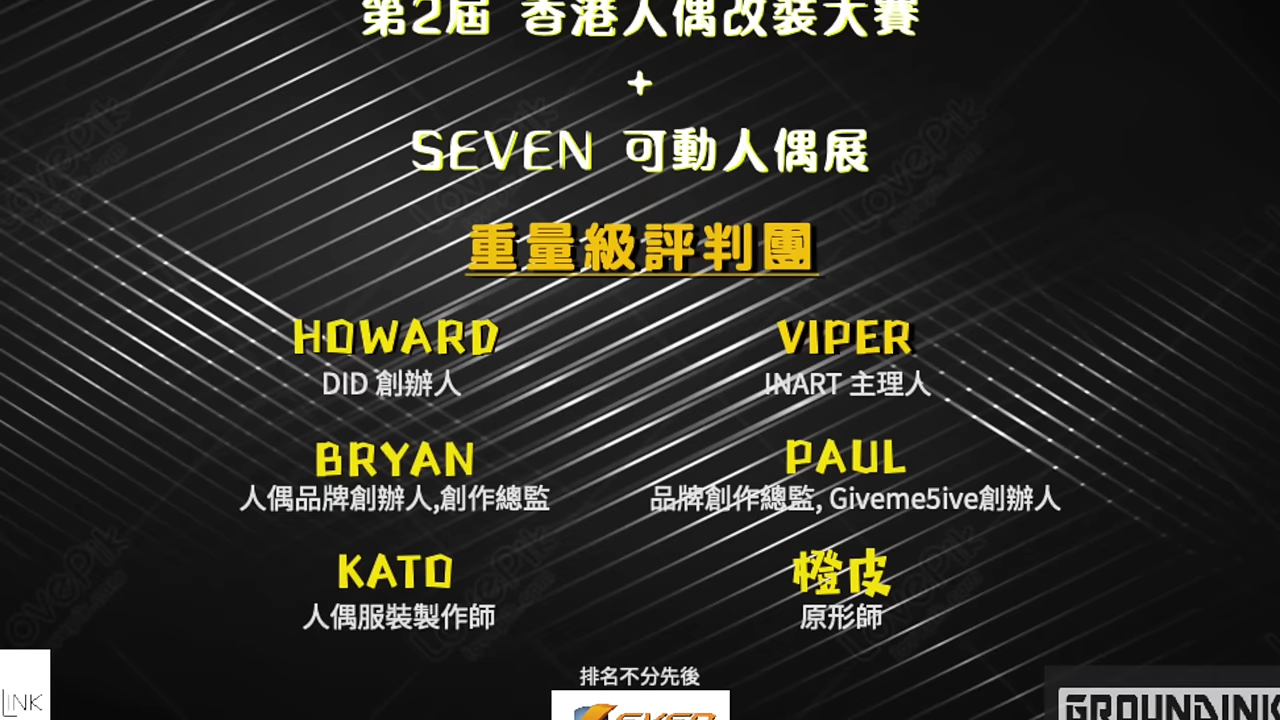 第2屆 香港人偶改裝大賽
+
SEVEN 可動人偶展
重量級評判團
HOWARD
DID 創辦人
VIPER
INART 主理人
BRYAN
人偶品牌創辦人,創作總監
PAUL
品牌創作總監, Giveme5ive創辦人
KATO
人偶服裝製作師
橙皮
原形師
排名不分先後
LINK
SEVEN
GROUNDINK